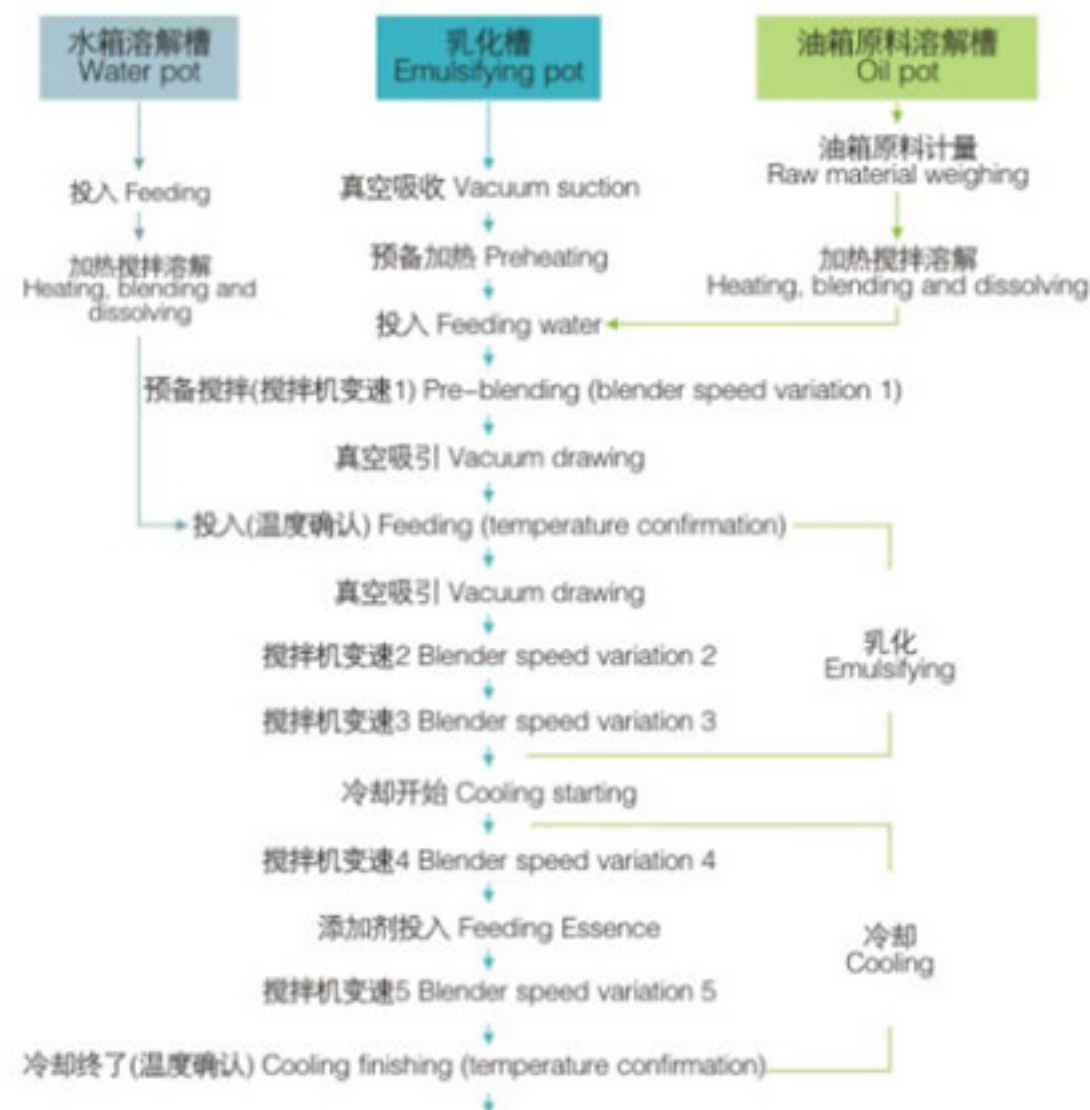 水箱溶解槽
Water pot
乳化槽
Emulsifying pot
油箱原料溶解槽
Oil pot
油箱原料计量
Raw material weighing
投入 Feeding
真空吸收 Vacuum suction
加热搅拌溶解
Heating, blending and
dissolving
预备加热 Preheating
加热搅拌溶解
Heating, blending and dissolving
投入 Feeding water
预备搅拌(搅拌机变速1) Pre-blending (blender speed variation 1)
真空吸引 Vacuum drawing
投入(温度确认) Feeding (temperature confirmation)
真空吸引 Vacuum drawing
搅拌机变速2 Blender speed variation 2
乳化
Emulsifying
搅拌机变速3 Blender speed variation 3
冷却开始 Cooling starting
搅拌机变速4 Blender speed variation 4
添加剂投入 Feeding Essence
冷却
Cooling
搅拌机变速5 Blender speed variation 5
冷却终了(温度确认) Cooling finishing (temperature confirmation)